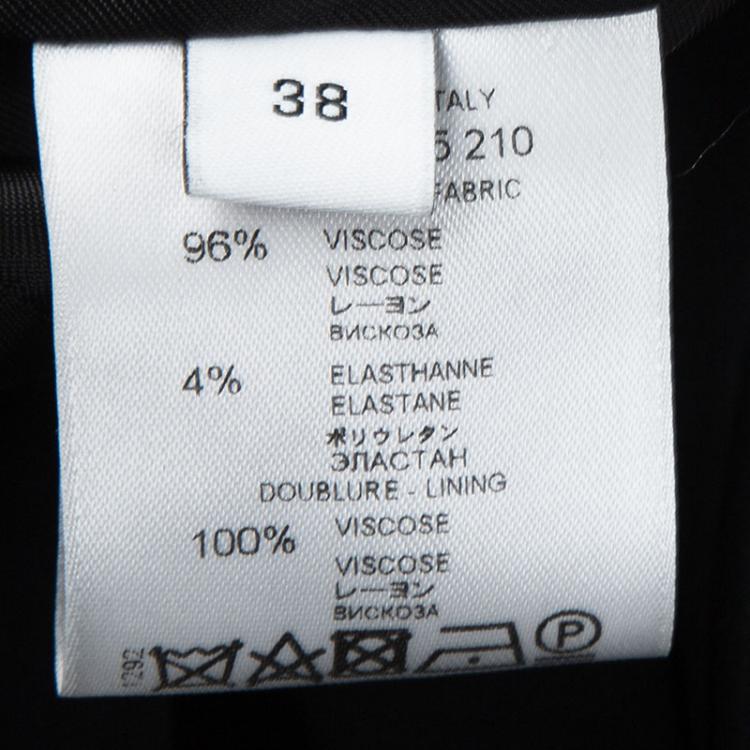 38
TALY
5 210
FABRIC
96% VISCOSE
VISCOSE
レーヨン
ВИСКОЗА
4% ELASTHANNE
ELASTANE
ポリウレタン
ЭЛАСТАН
DOUBLURE - LINING
100% VISCOSE
VISCOSE
レーヨン
ВИСКОЗА
1292
P